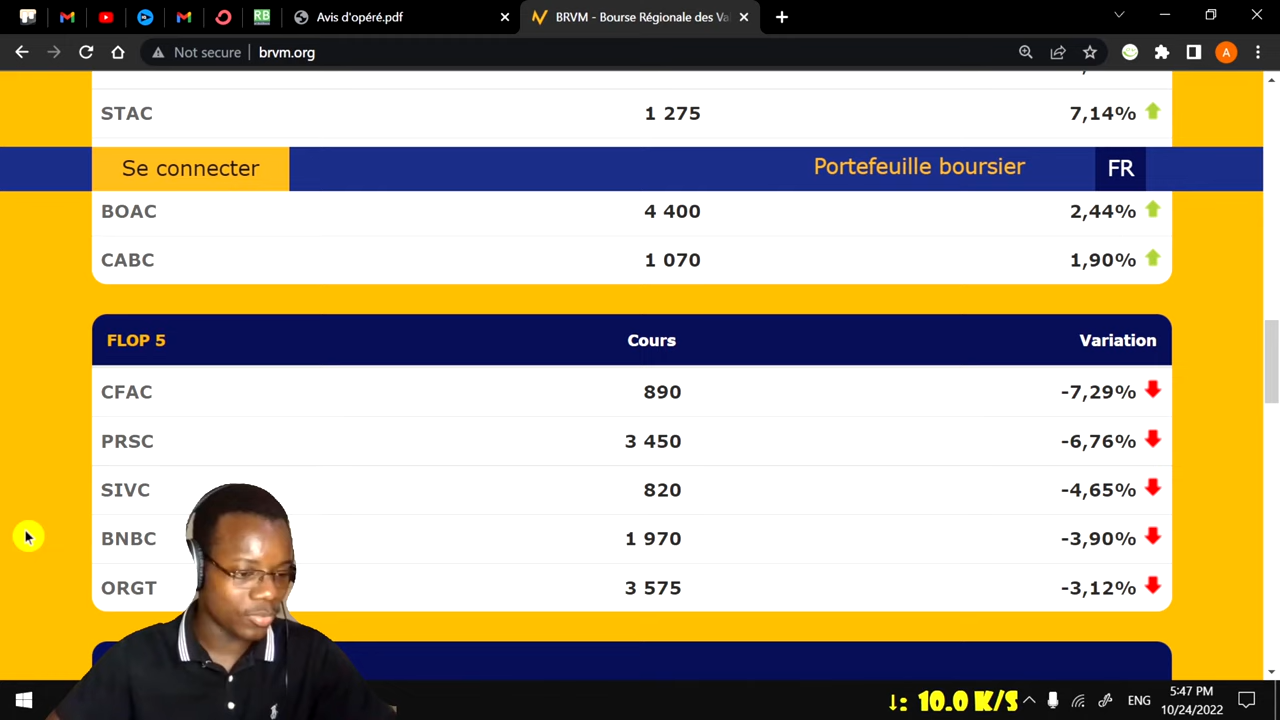 Avis d'opéré.pdf
BRVM - Bourse Régionale des Va
RB
Not secure
brvm.org
A
STAC 1 275 7,14%
Se connecter Portefeuille boursier FR
BOAC 4 400 2,44%
CABC 1 070 1,90%
FLOP 5 Cours Variation
CFAC 890 -7,29%
PRSC 3 450 -6,76%
SIVC 820 -4,65%
BNBC 1 970 -3,90%
ORGT 3 575 -3,12%
↓: 10.0 K/S
ENG
5:47 PM
10/24/2022